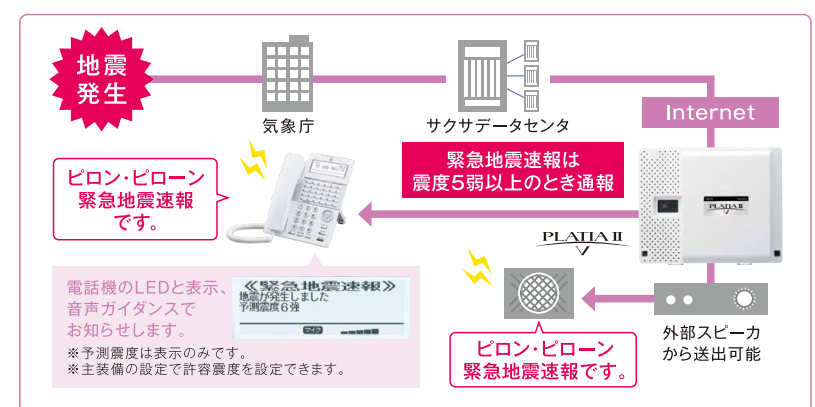 地震
発生
気象庁
サクサデータセンタ
Internet
緊急地震速報は
震度5弱以上のとき通報
ピロン・ピローン
緊急地震速報
です。
PLATIA II
PLATIA II
電話機のLEDと表示、
音声ガイダンスで
お知らせします。
≪緊急地震速報≫
地震が発生しました
予測震度6強
マイク
※予測震度は表示のみです。
※主装備の設定で許容震度を設定できます。
ピロン・ピローン
緊急地震速報です。
外部スピーカ
から送出可能